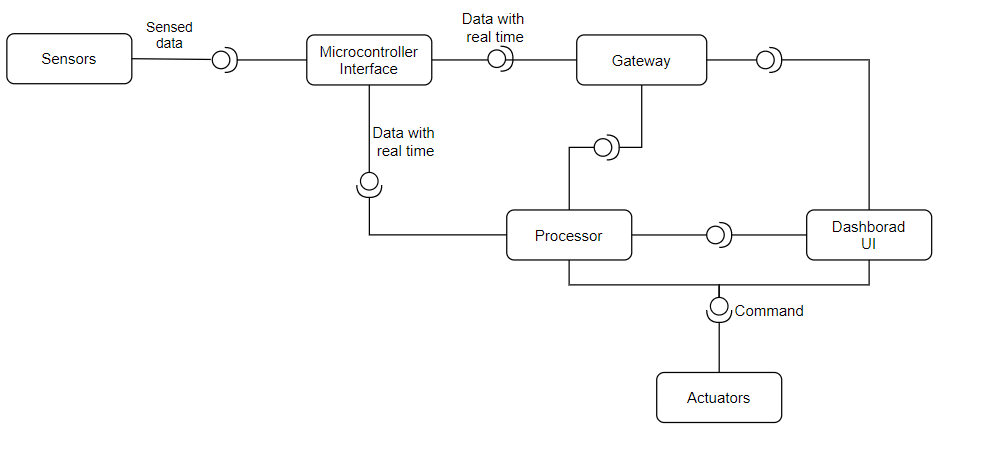 Sensed
data
Sensors
Microcontroller
Interface
Data with
real time
Gateway
Data with
real time
Processor
Dashborad
UI
Command
Actuators